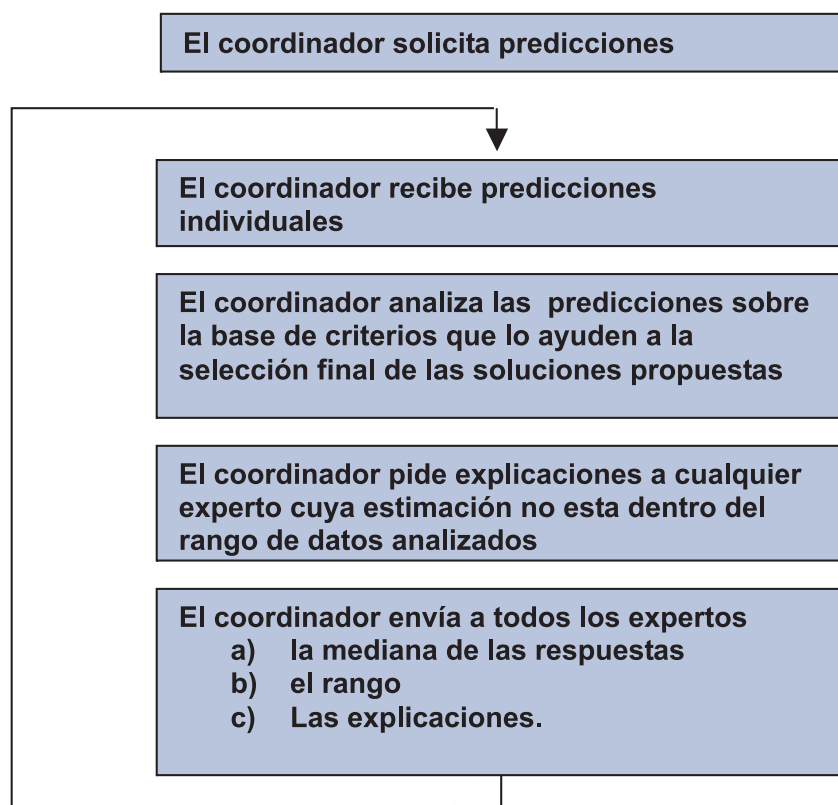 El coordinador solicita predicciones
El coordinador recibe predicciones
individuales
El coordinador analiza las predicciones sobre
la base de criterios que lo ayuden a la
selección final de las soluciones propuestas
El coordinador pide explicaciones a cualquier
experto cuya estimación no esta dentro del
rango de datos analizados
El coordinador envía a todos los expertos
a) la mediana de las respuestas
b) el rango
c) Las explicaciones.